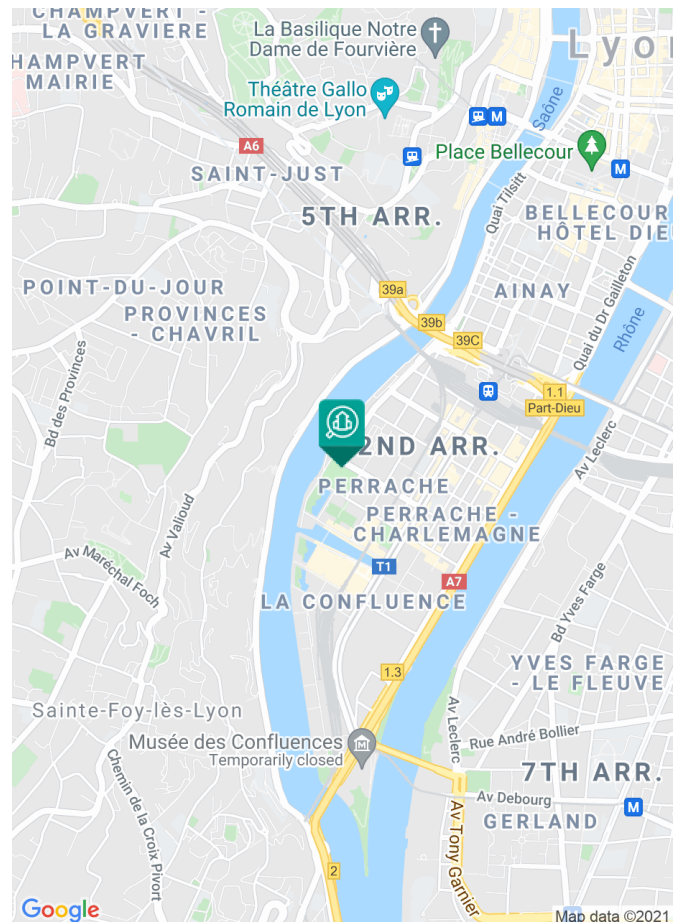 CHAMPVERT -
LA GRAVIERE
La Basilique Notre
Dame de Fourvière
Lyo
HAMPVERT
MAIRIE
Théâtre Gallo
Romain de Lyon
Saône
M
A6
Place Bellecour
M
SAINT-JUST
Quai Tilsitt
5TH ARR.
BELLECOUR
HÔTEL DIE
POINT-DU-JOUR
PROVINCES
- CHAVRIL
39a
AINAY
Quai du Dr Gailleton
Rhône
39b
39C
Bd des Provinces
1.1
Part-Dieu
2ND ARR.
Av Leclerc
PERRACHE
Av Valioud
PERRACHE -
CHARLEMAGNE
Av Maréchal Foch
T1
A7
LA CONFLUENCE
Bd Yves Farge
YVES FARGE
- LE FLEUVE
1.3
Sainte-Foy-lès-Lyon
Av Leclerc
Rue André Bollier
Musée des Confluences
Temporarily closed
7TH ARR.
Chemin de la Croix Pivort
Av Debourg
M
GERLAND
Av Tony Garnier
2
Google
Map data ©2021